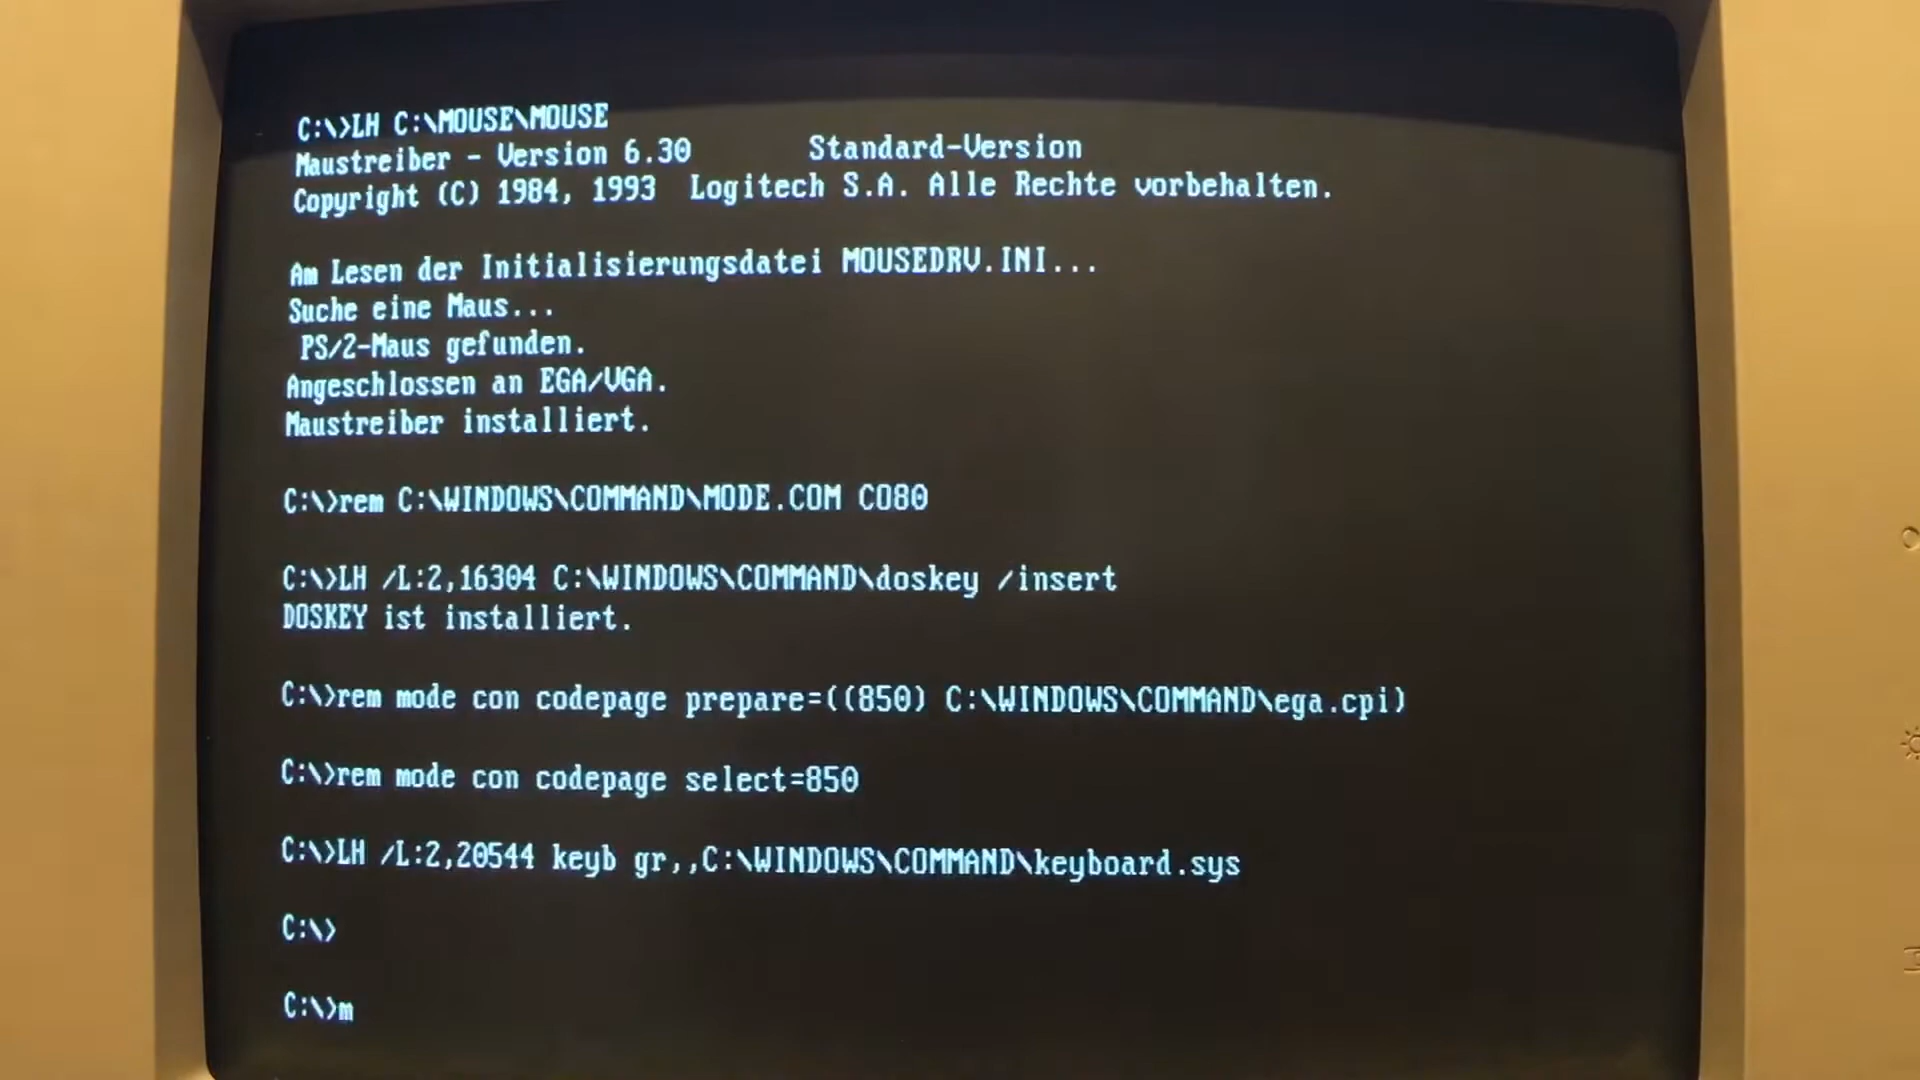 C:\>LH C:\MOUSE\MOUSE
Maustreiber - Version 6.30 Standard-Version
Copyright (C) 1984, 1993 Logitech S.A. Alle Rechte vorbehalten.
Am Lesen der Initialisierungsdatei MOUSEDRV.INI...
Suche eine Maus...
PS/2-Maus gefunden.
Angeschlossen an EGA/VGA.
Maustreiber installiert.
C:\>rem C:\WINDOWS\COMMAND\MODE.COM CO80
C:\>LH /L:2,16304 C:\WINDOWS\COMMAND\doskey /insert
DOSKEY ist installiert.
C:\>rem mode con codepage prepare=((850) C:\WINDOWS\COMMAND\ega.cpi)
C:\>rem mode con codepage select=850
C:\>LH /L:2,20544 keyb gr,,C:\WINDOWS\COMMAND\keyboard.sys
C:\>
C:\>m